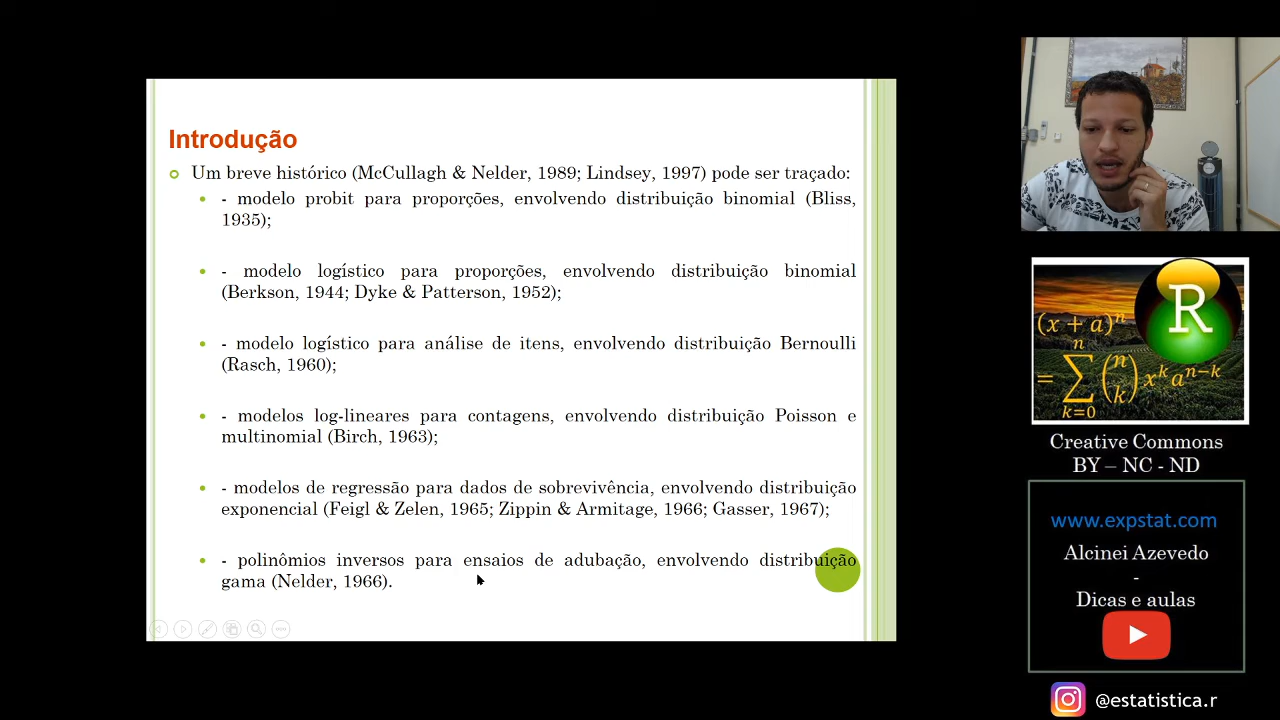 Introdução
Um breve histórico (McCullagh & Nelder, 1989; Lindsey, 1997) pode ser traçado:
- modelo probit para proporções, envolvendo distribuição binomial (Bliss,
1935);
- modelo logístico para proporções, envolvendo distribuição binomial
(Berkson, 1944; Dyke & Patterson, 1952);
- modelo logístico para análise de itens, envolvendo distribuição Bernoulli
(Rasch, 1960);
- modelos log-lineares para contagens, envolvendo distribuição Poisson e
multinomial (Birch, 1963);
- modelos de regressão para dados de sobrevivência, envolvendo distribuição
exponencial (Feigl & Zelen, 1965; Zippin & Armitage, 1966; Gasser, 1967);
- polinômios inversos para ensaios de adubação, envolvendo distribuição
gama (Nelder, 1966).
R
(x + a)^n
= ∑_{k=0}^{n} (n k) x^k a^{n-k}
Creative Commons
BY – NC - ND
www.expstat.com
Alcinei Azevedo
-
Dicas e aulas
@estatistica.r